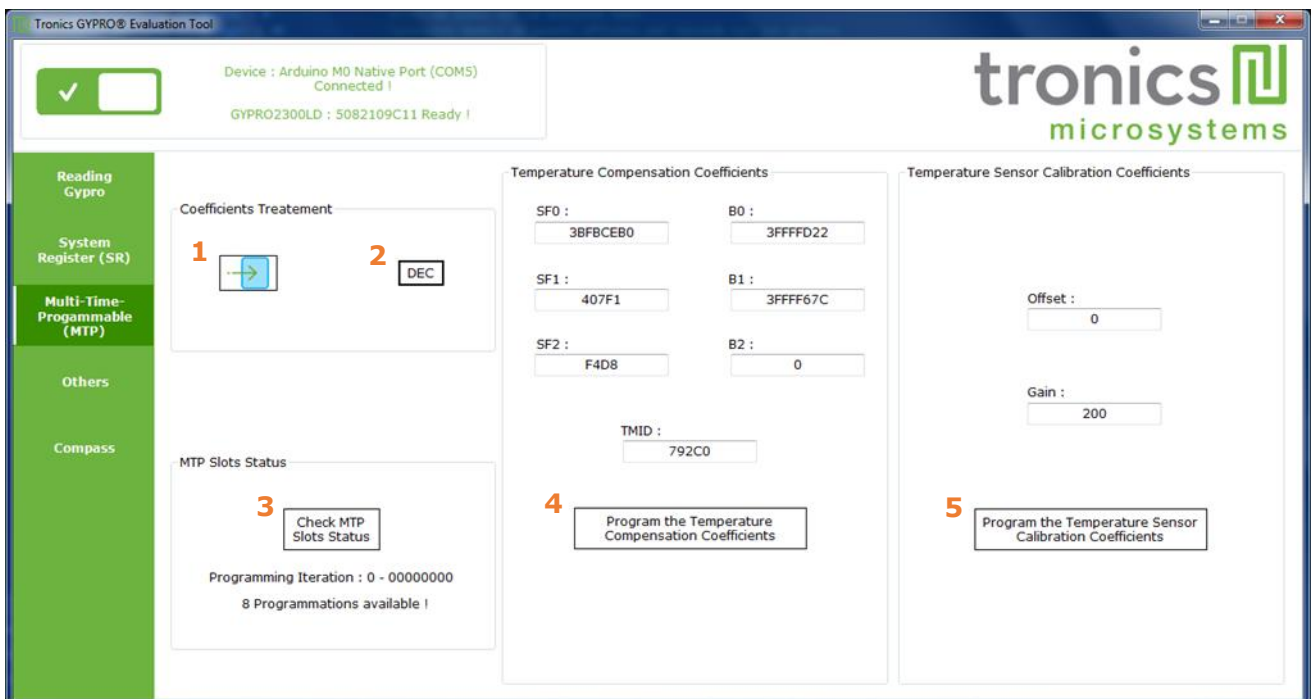 Tronics GYPRO® Evaluation Tool
Device : Arduino M0 Native Port (COM5)
Connected !
GYPRO2300LD : 5082109C11 Ready !
tronics
microsystems
Reading
Gypro
System
Register (SR)
Multi-Time-
Progammable
(MTP)
Others
Compass
Coefficients Treatement
1
2
DEC
MTP Slots Status
3
Check MTP
Slots Status
Programming Iteration : 0 - 00000000
8 Programmations available !
Temperature Compensation Coefficients
SF0 :
3BFBCEB0
B0 :
3FFFFD22
SF1 :
407F1
B1 :
3FFFF67C
SF2 :
F4D8
B2 :
0
TMID :
792C0
4
Program the Temperature
Compensation Coefficients
Temperature Sensor Calibration Coefficients
Offset :
0
Gain :
200
5
Program the Temperature Sensor
Calibration Coefficients